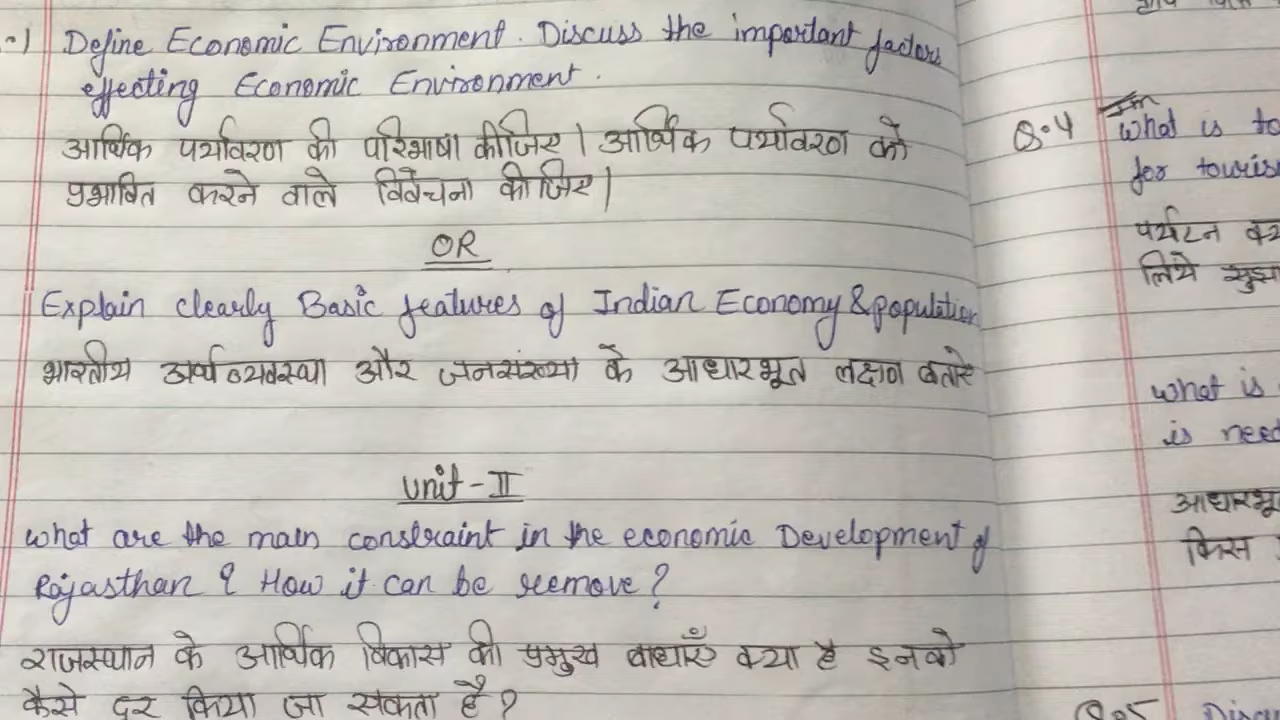 -1 Define Economic Environment. Discuss the important factors
effecting Economic Environment.
आर्थिक पर्यावरण की परिभाषा कीजिए। आर्थिक पर्यावरण को
प्रभावित करने वाले विवेचना कीजिए।
OR
Explain clearly Basic features of Indian Economy & population
भारतीय अर्थव्यवस्था और जनसंख्या के आधारभूत लक्षण बताए
Unit-II
What are the main constraint in the economic Development of
Rajasthan & How it can be remove?
राजस्थान के आर्थिक विकास की प्रमुख बाधाएँ क्या है इनको
कैसे दूर किया जा सकता है?
Q.4 Imp
What is to
for touris
पर्यटन क्य
लिये सुझा
What is
is need
आधारभू
किस
Q.5 Discu